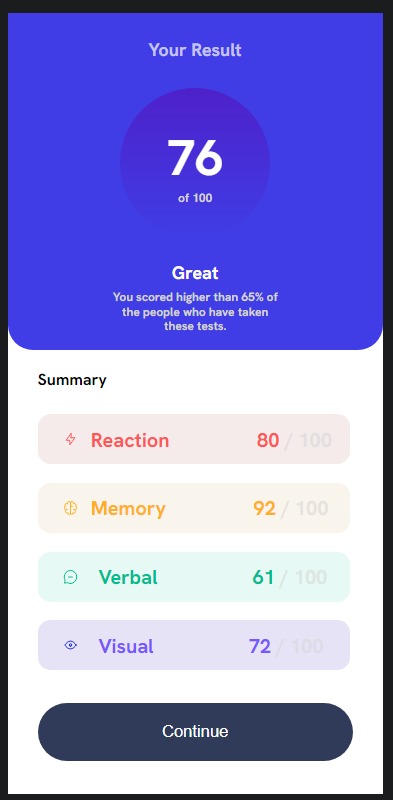 Your Result
76
of 100
Great
You scored higher than 65% of
the people who have taken
these tests.
Summary
Reaction 80 / 100
Memory 92 / 100
Verbal 61 / 100
Visual 72 / 100
Continue